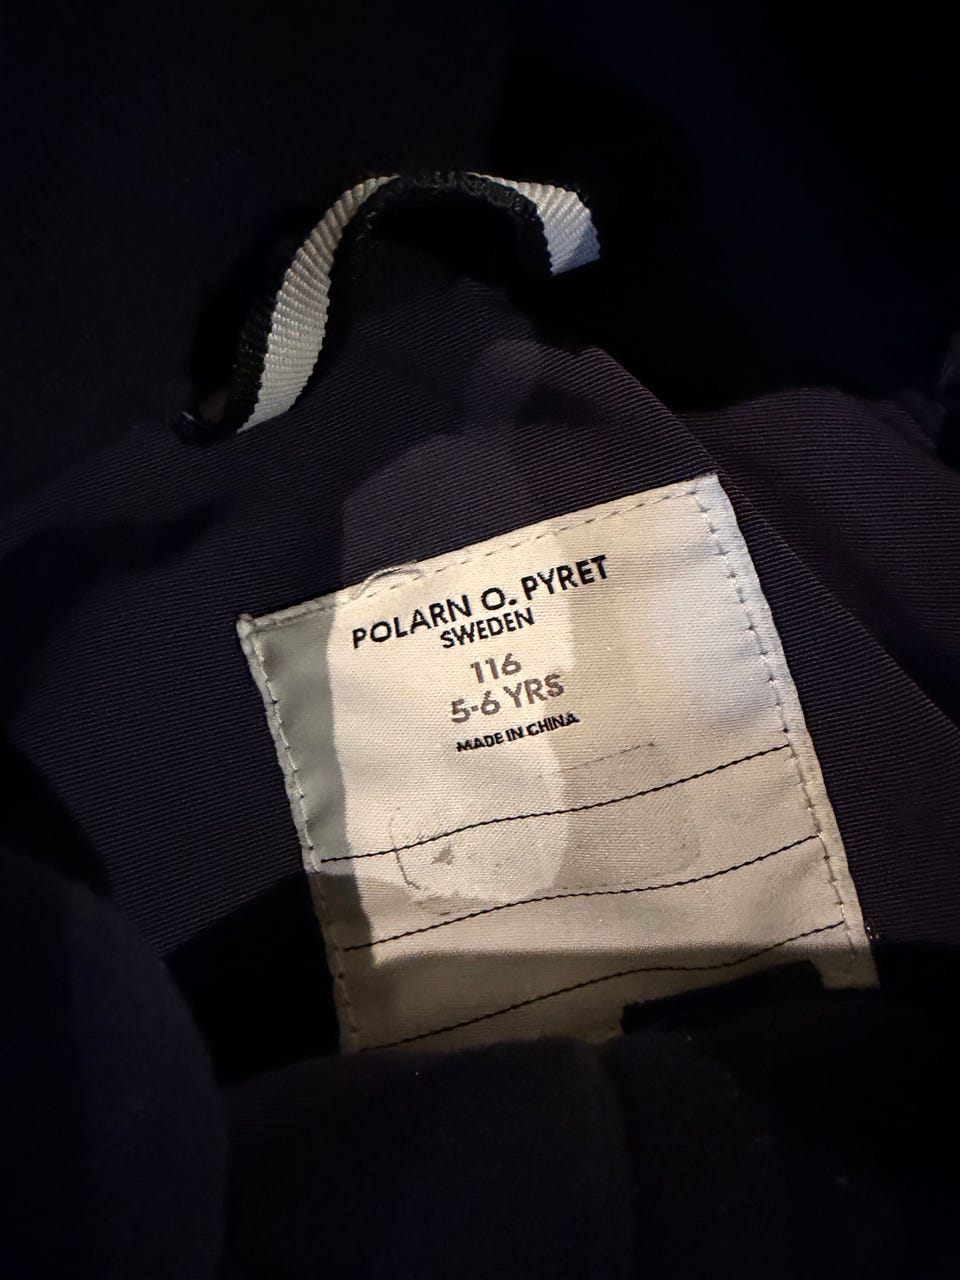 POLARN O. PYRET
SWEDEN
116
5-6 YRS
MADE IN CHINA